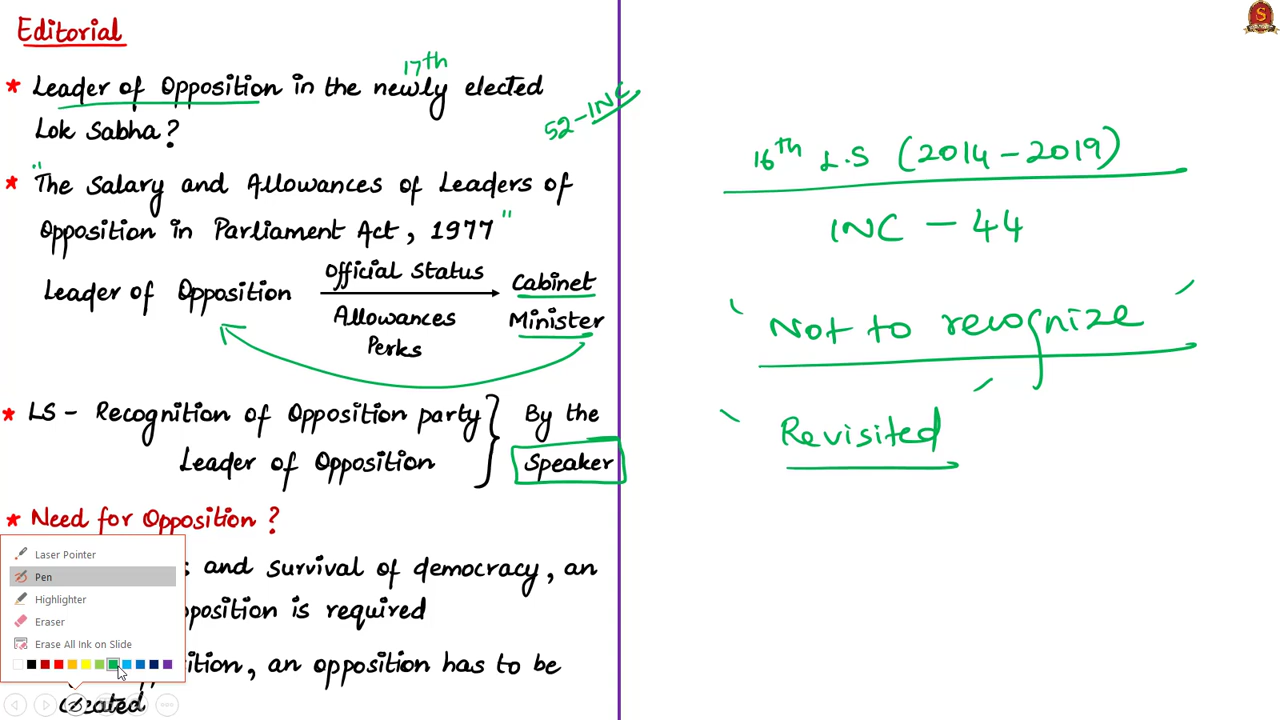 Editorial
17th
* Leader of Opposition in the newly elected
Lok Sabha?
52-INC
* "The Salary and Allowances of Leaders of
Opposition in Parliament Act, 1977"
Leader of Opposition
Official Status
Allowances
Perks
Cabinet
Minister
* LS - Recognition of Opposition party
Leader of Opposition
By the
Speaker
* Need for Opposition ?
and survival of democracy, an
opposition is required
an opposition has to be
created"
Laser Pointer
Pen
Highlighter
Eraser
Erase All Ink on Slide
16th L.S (2014-2019)
INC - 44
'Not to recognize'
'Revisited'
S